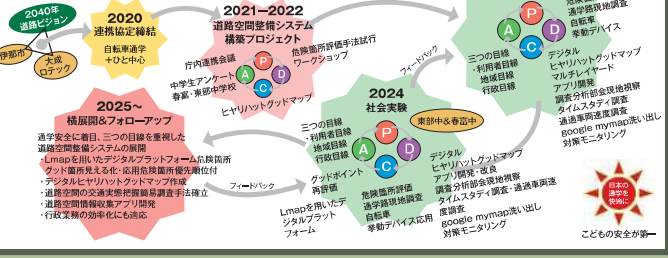 2040年
道路ビジョン
伊那市
大成
ロテック
2020
連携協定締結
自転車通学
+ひと中心
2021―2022
道路空間整備システム
構築プロジェクト
庁内連携会議
中学生アンケート
春富・東部中学校
危険箇所評価手法試行
ワークショップ
P
A
D
C
ヒヤリハットグッドマップ
フィードバック
通学路現地調査
自転車
挙動デバイス
P
A
D
C
三つの目線
・利用者目線
地域目線
行政目線
デジタル
ヒヤリハットグッドマップ
マルチレイヤード
アプリ開発
調査分析部会現地視察
タイムスタディ調査
通過車両速度調査
google mymap洗い出し
対策モニタリング
2024
社会実験
東部中&春富中
三つの目線
・利用者目線
地域目線
行政目線
P
A
D
C
グッドポイント
再評価
Lmapを用いたデ
ジタルプラット
フォーム
危険箇所評価
通学路現地調査
自転車
挙動デバイス応用
デジタル
ヒヤリハットグッドマップ
アプリ開発・改良
調査分析部会現地視察
タイムスタディ調査・通過車両速
度調査
google mymap洗い出し
対策モニタリング
2025~
横展開&フォローアップ
通学安全に着目、三つの目線を重視した
道路空間整備システムの展開
・Lmapを用いたデジタルプラットフォーム危険箇所
グッド箇所見える化・応用危険箇所優先順位付
・デジタルヒヤリハットグッドマップ作成
・道路空間の交通実態把握簡易調査手法確立
・道路空間情報収集アプリ開発
・行政業務の効率化にも適応
フィードバック
日本の
通学を
快適に
こどもの安全が第一